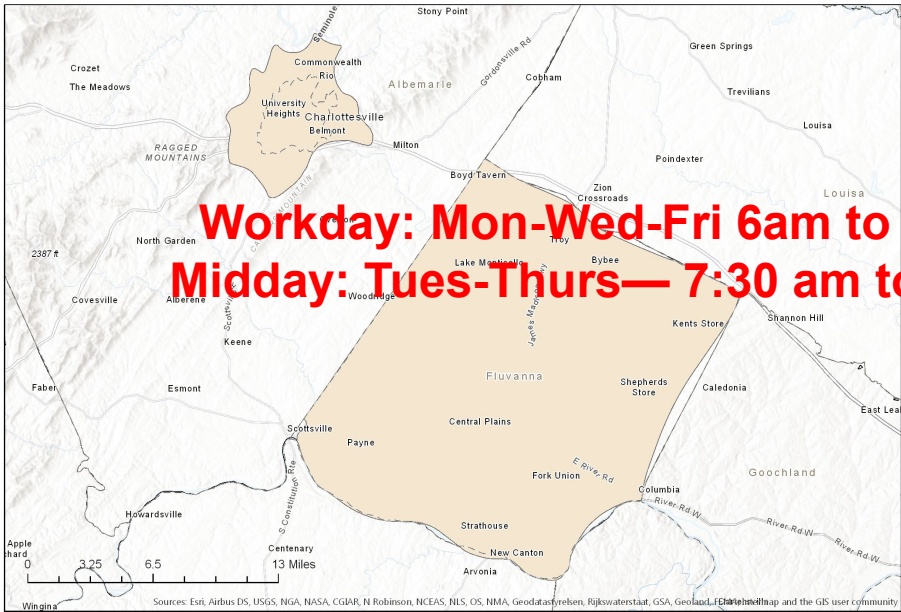 Stony Point
Seminole
Green Springs
Gordonsville Rd
Commonwealth
Crozet
Rio
Cobham
The Meadows
Albemarle
Trevilians
University
Heights
Charlottesville
Belmont
Louisa
Milton
RAGGED
MOUNTAINS
Poindexter
Boyd Tavern
Zion
Crossroads
Louisa
Workday: Mon-Wed-Fri 6am to
North Garden
Troy
2387 ft
Lake Monticello
Bybee
Midday: Tues-Thurs— 7:30 am to
Covesville
Alberene
Woodridge
Scottsville
Shannon Hill
Kents Store
Keene
Fluvanna
Shepherds
Store
Faber
Esmont
Caledonia
East Lea
Central Plains
Scottsville
Payne
Goochland
E River Rd
Fork Union
S Constitution Rte
Columbia
River Rd W
Howardsville
Strathouse
River Rd W
Apple
chard
Centenary
New Canton
River Rd W
0 3.25 6.5 13 Miles
Arvonia
Wingina
Sources: Esri, Airbus DS, USGS, NGA, NASA, CGIAR, N Robinson, NCEAS, NLS, OS, NMA, Geodatastyrelsen, Rijkswaterstaat, GSA, Geoland, FEMA, Intermap and the GIS user community